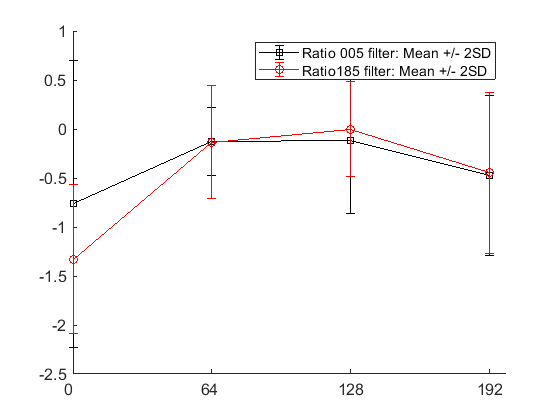 1
0.5
0
-0.5
-1
-1.5
-2
-2.5
0 64 128 192
Ratio 005 filter: Mean +/- 2SD
Ratio185 filter: Mean +/- 2SD